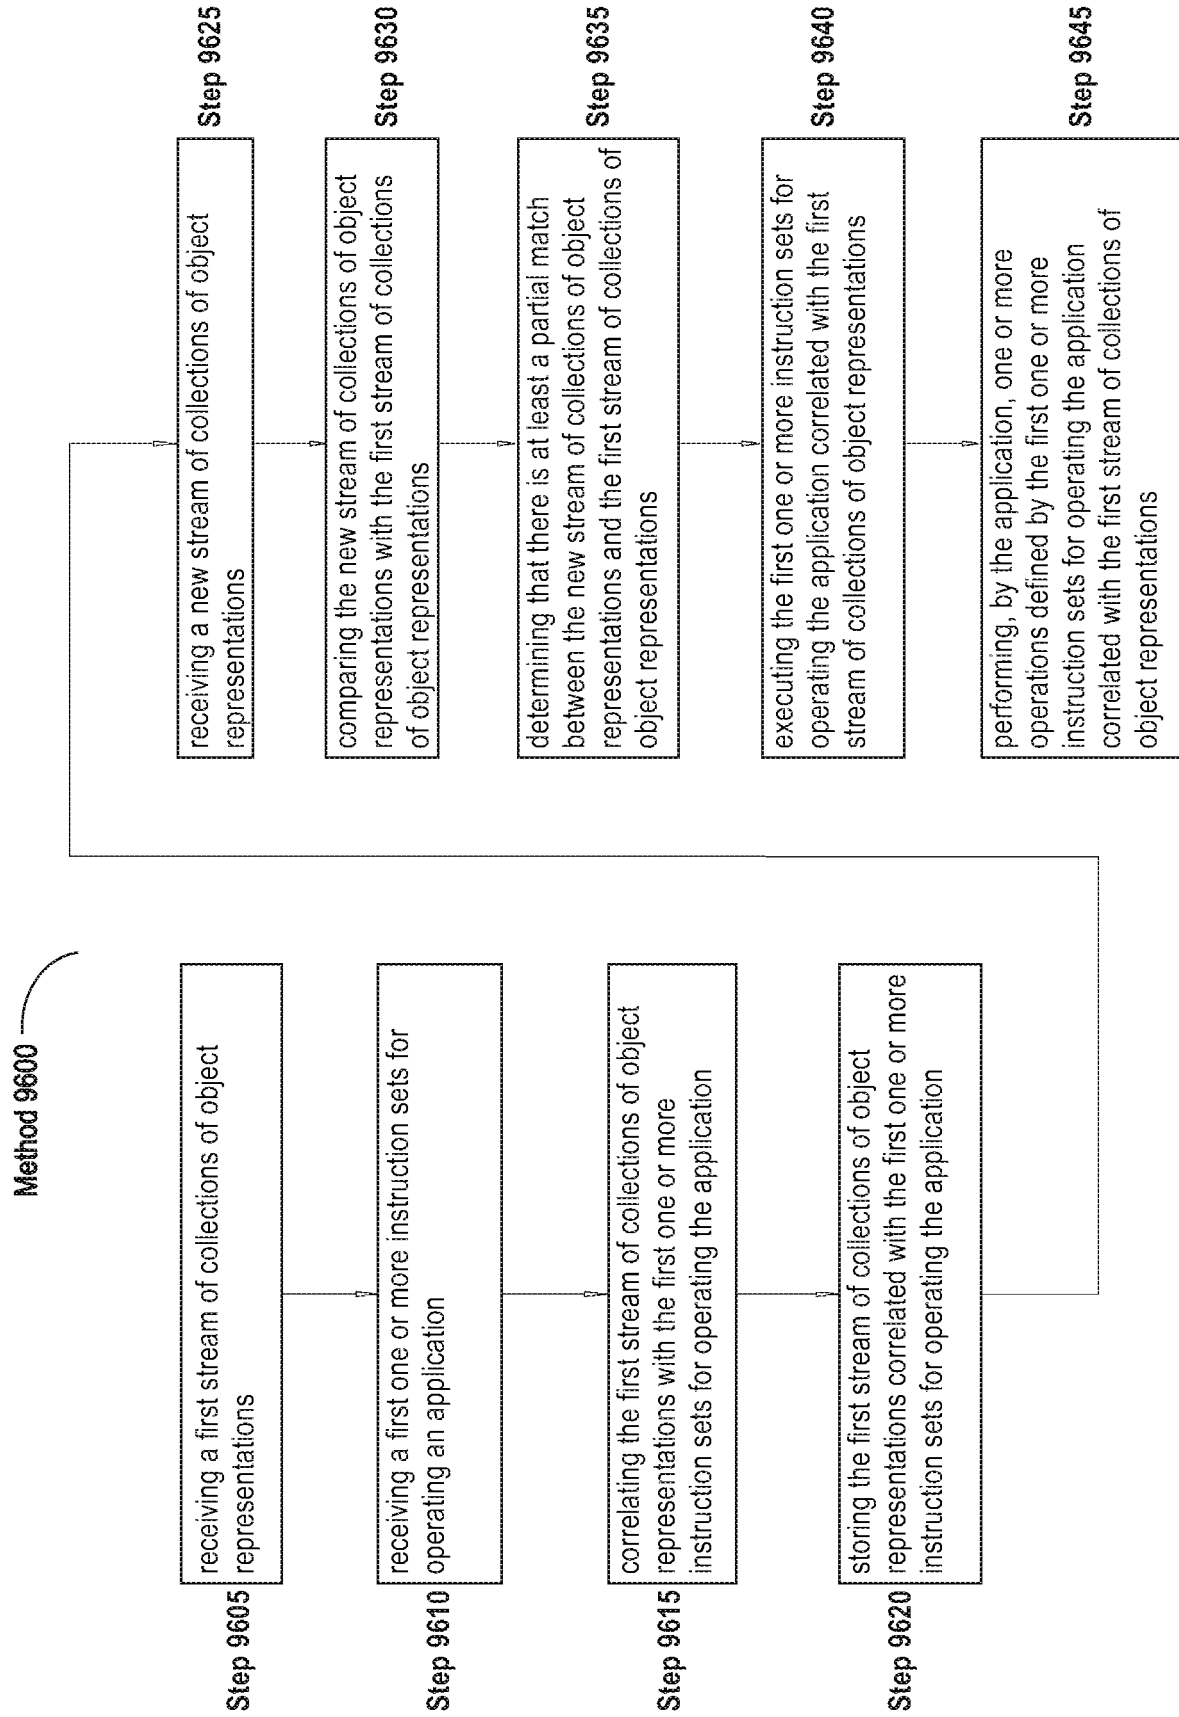 Method 9600
Step 9605
receiving a first stream of collections of object
representations
Step 9610
receiving a first one or more instruction sets for
operating an application
Step 9615
correlating the first stream of collections of object
representations with the first one or more
instruction sets for operating the application
Step 9620
storing the first stream of collections of object
representations correlated with the first one or more
instruction sets for operating the application
receiving a new stream of collections of object
representations
Step 9625
comparing the new stream of collections of object
representations with the first stream of collections
of object representations
Step 9630
determining that there is at least a partial match
between the new stream of collections of object
representations and the first stream of collections of
object representations
Step 9635
executing the first one or more instruction sets for
operating the application correlated with the first
stream of collections of object representations
Step 9640
performing, by the application, one or more
operations defined by the first one or more
instruction sets for operating the application
correlated with the first stream of collections of
object representations
Step 9645